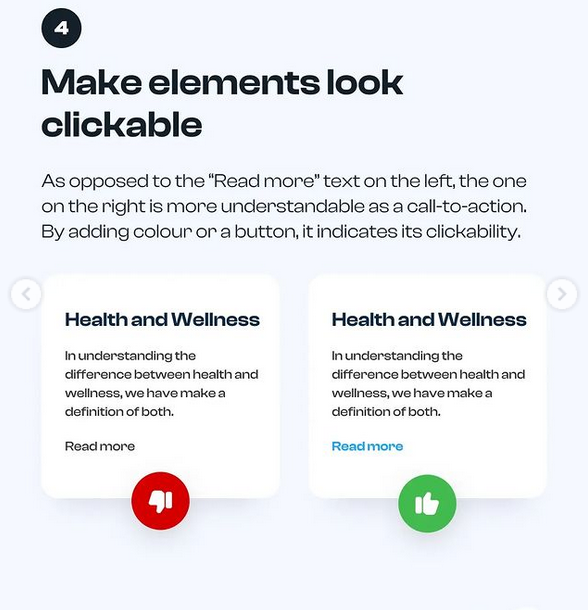 4
Make elements look
clickable
As opposed to the “Read more” text on the left, the one
on the right is more understandable as a call-to-action.
By adding colour or a button, it indicates its clickability.
Health and Wellness
In understanding the
difference between health and
wellness, we have make a
definition of both.
Read more
Health and Wellness
In understanding the
difference between health and
wellness, we have make a
definition of both.
Read more